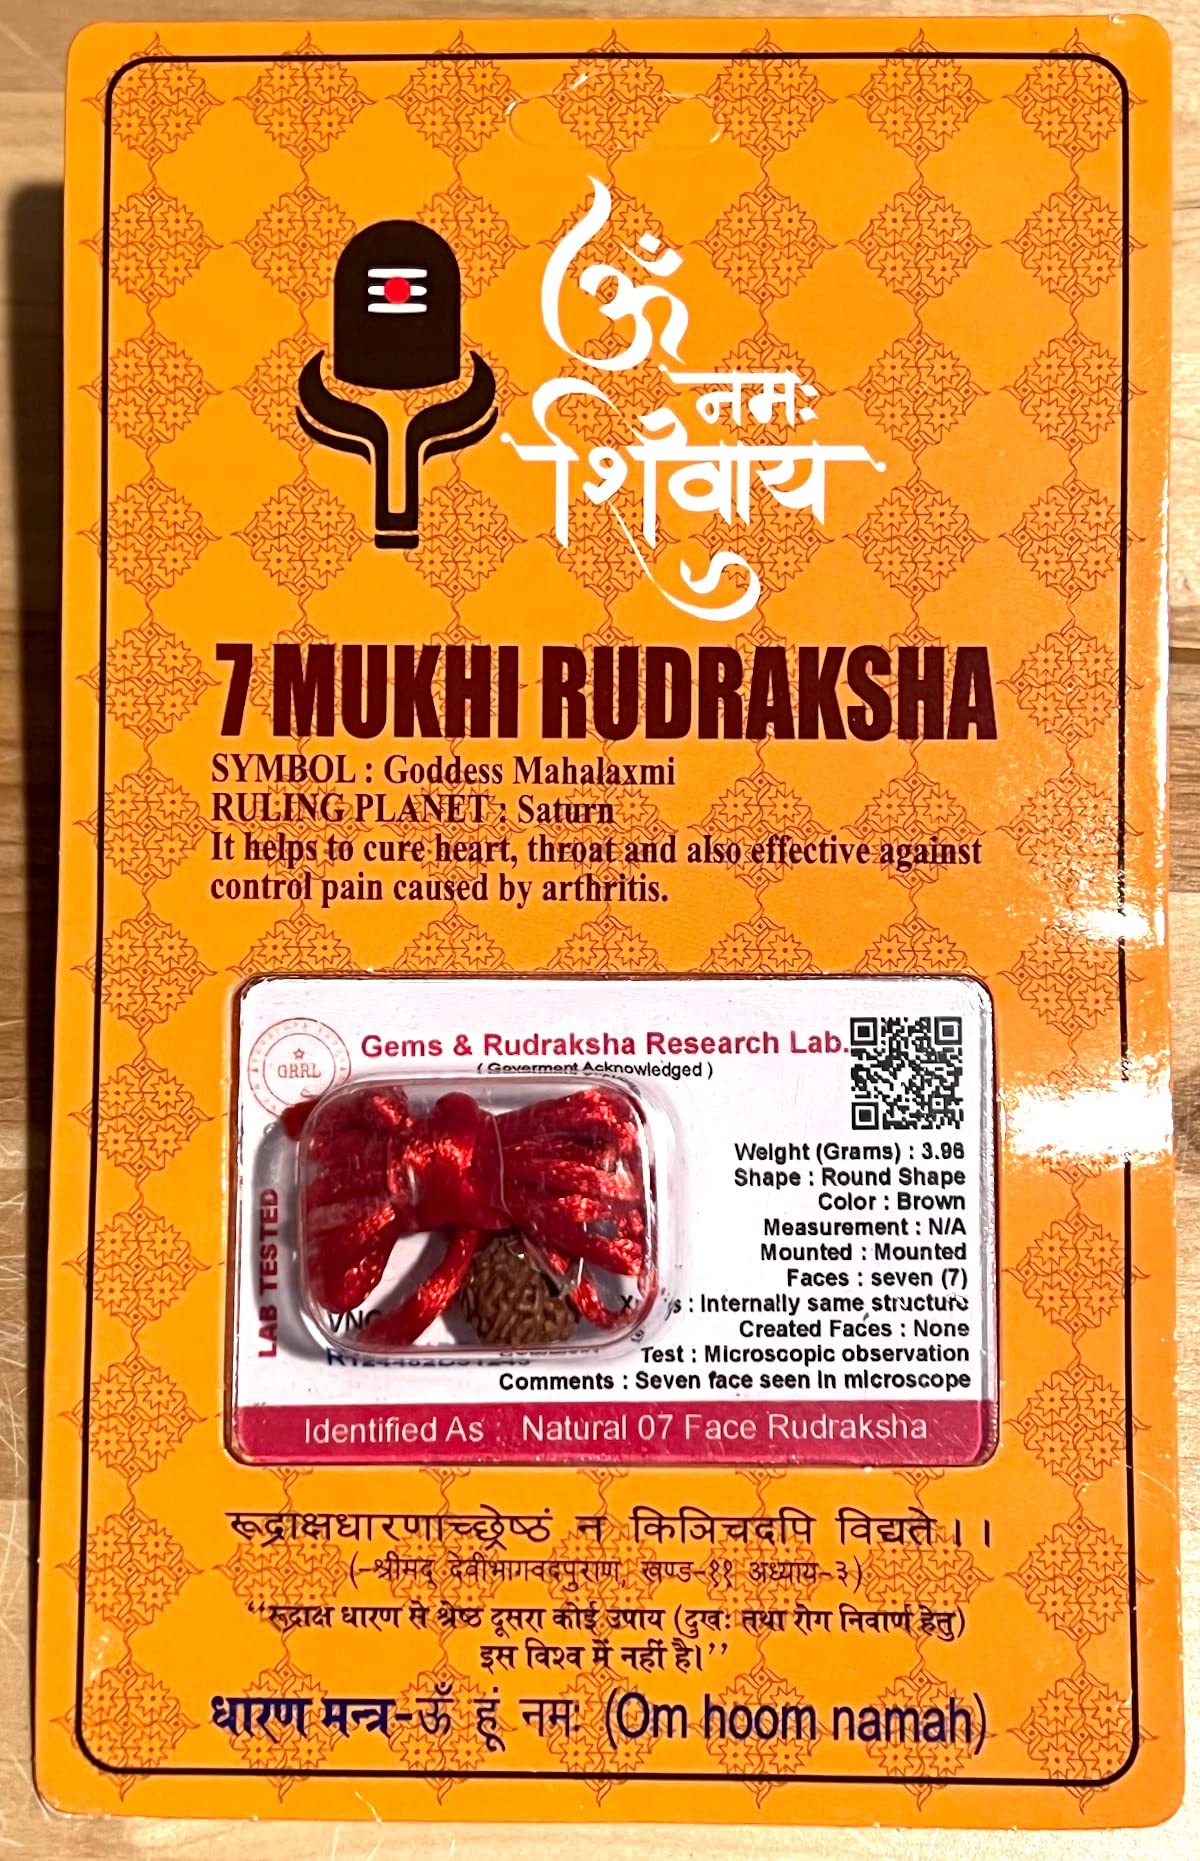 ॐ
नमः
शिवाय
7 MUKHI RUDRAKSHA
SYMBOL : Goddess Mahalaxmi
RULING PLANET : Saturn
It helps to cure heart, throat and also effective against
control pain caused by arthritis.
Gems & Rudraksha Research Lab.
( Goverment Acknowledged )
GRRL
LAB TESTED
Weight (Grams) : 3.96
Shape : Round Shape
Color : Brown
Measurement : N/A
Mounted : Mounted
Faces : seven (7)
: Internally same structure
Created Faces : None
Test : Microscopic observation
Comments : Seven face seen in microscope
Identified As : Natural 07 Face Rudraksha
रूद्राक्षधारणाच्छ्रेष्ठं न किञिचदपि विद्यते।।
(-श्रीमद् देवीभागवदपुराण, खण्ड-११ अध्याय-३)
“रूद्राक्ष धारण से श्रेष्ठ दूसरा कोई उपाय (दुखः तथा रोग निवार्ण हेतु)
इस विश्व में नहीं है।”
धारण मन्त्र-ॐ हूं नमः (Om hoom namah)